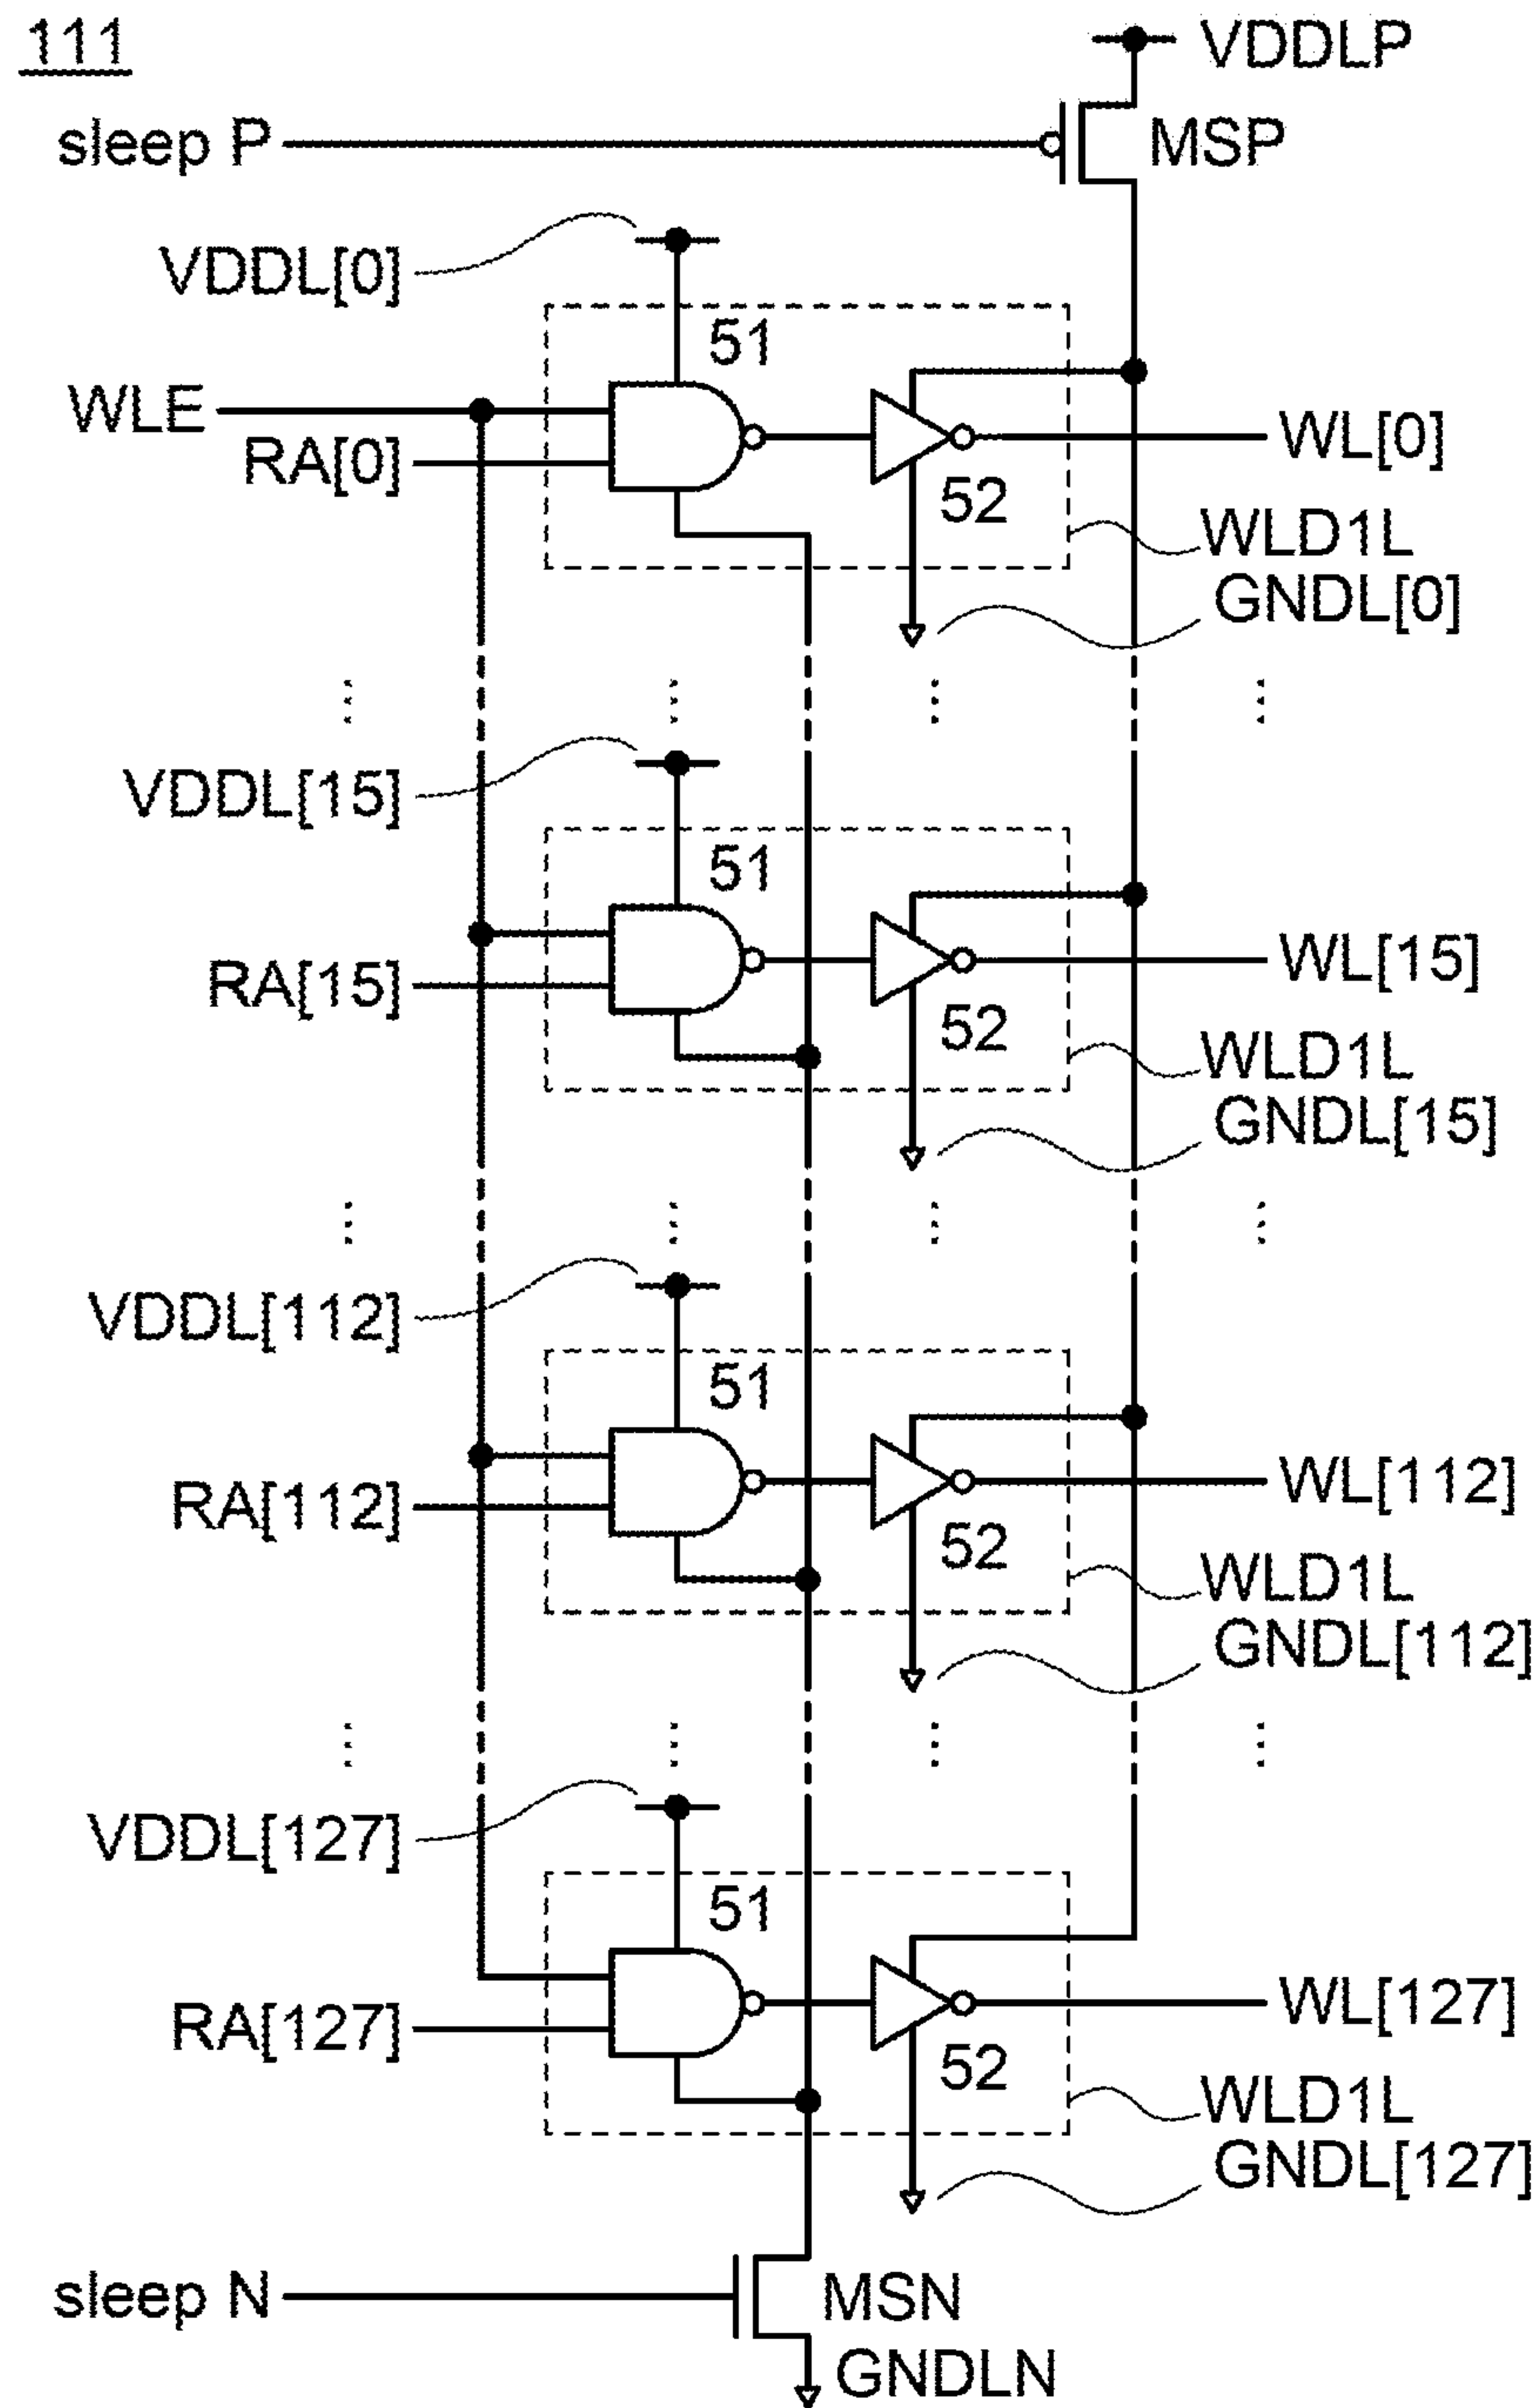 111
VDDLP
sleep P
MSP
VDDL[0]
51
WLE
WL[0]
RA[0]
52
WLD1L
GNDL[0]
VDDL[15]
51
WL[15]
RA[15]
52
WLD1L
GNDL[15]
VDDL[112]
51
WL[112]
RA[112]
52
WLD1L
GNDL[112]
VDDL[127]
51
WL[127]
RA[127]
52
WLD1L
GNDL[127]
sleep N
MSN
GNDLN